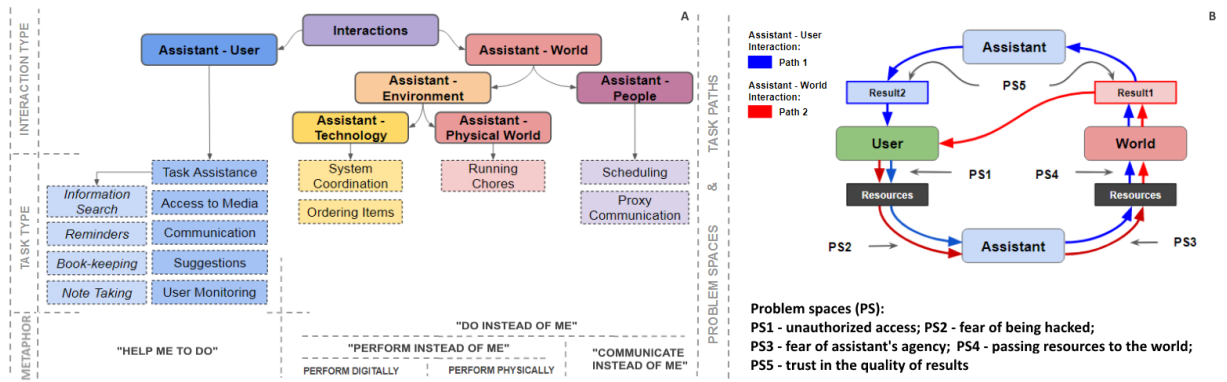 A
INTERACTION TYPE
Interactions
Assistant - User
Assistant - World
Assistant -
Environment
Assistant -
People
Assistant -
Technology
Assistant -
Physical World
TASK TYPE
Task Assistance
Information
Search
Access to Media
Reminders
Communication
Book-keeping
Suggestions
Note Taking
User Monitoring
System
Coordination
Ordering Items
Running
Chores
Scheduling
Proxy
Communication
METAPHOR
"HELP ME TO DO"
"DO INSTEAD OF ME"
"PERFORM INSTEAD OF ME"
PERFORM DIGITALLY
PERFORM PHYSICALLY
"COMMUNICATE
INSTEAD OF ME"
PROBLEM SPACES & TASK PATHS
B
Assistant - User
Interaction:
Path 1
Assistant - World
Interaction:
Path 2
Assistant
Result2
PS5
Result1
User
World
PS1
PS4
Resources
Resources
PS2
Assistant
PS3
Problem spaces (PS):
PS1 - unauthorized access; PS2 - fear of being hacked;
PS3 - fear of assistant's agency; PS4 - passing resources to the world;
PS5 - trust in the quality of results